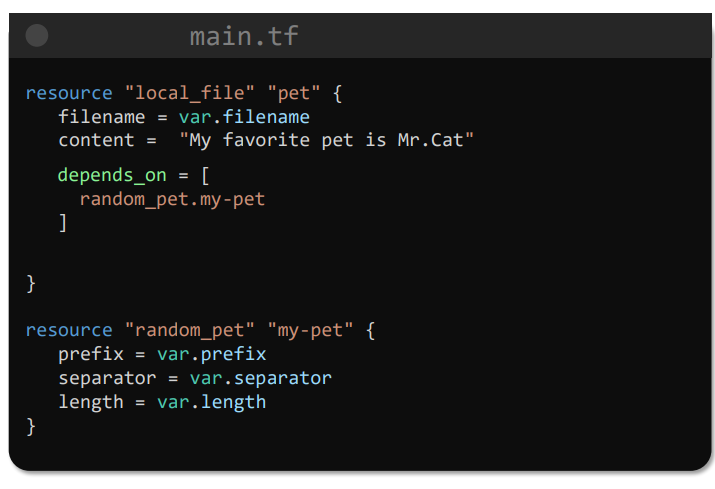 main.tf
resource "local_file" "pet" {
filename = var.filename
content =  "My favorite pet is Mr.Cat"
depends_on = [
random_pet.my-pet
]
}
resource "random_pet" "my-pet" {
prefix = var.prefix
separator = var.separator
length = var.length
}